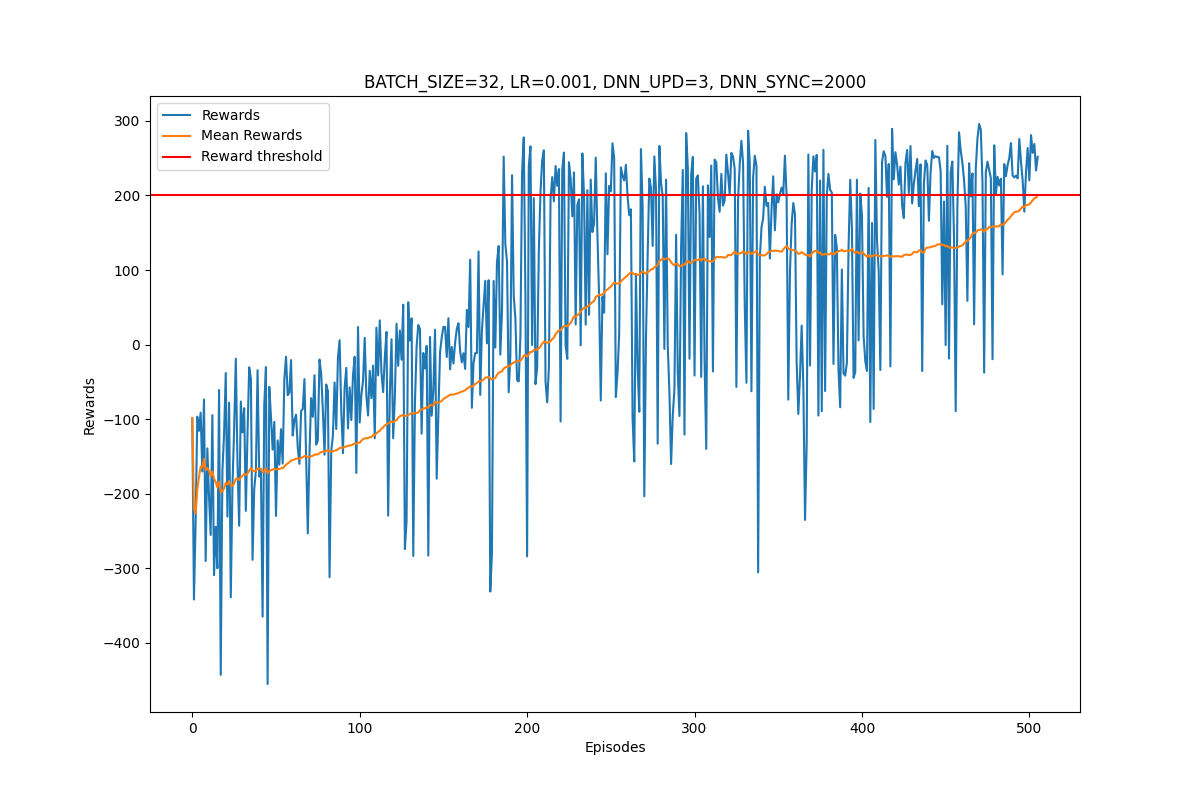 BATCH_SIZE=32, LR=0.001, DNN_UPD=3, DNN_SYNC=2000
Rewards
Mean Rewards
Reward threshold
300
200
100
0
−100
−200
−300
−400
Rewards
0
100
200
300
400
500
Episodes